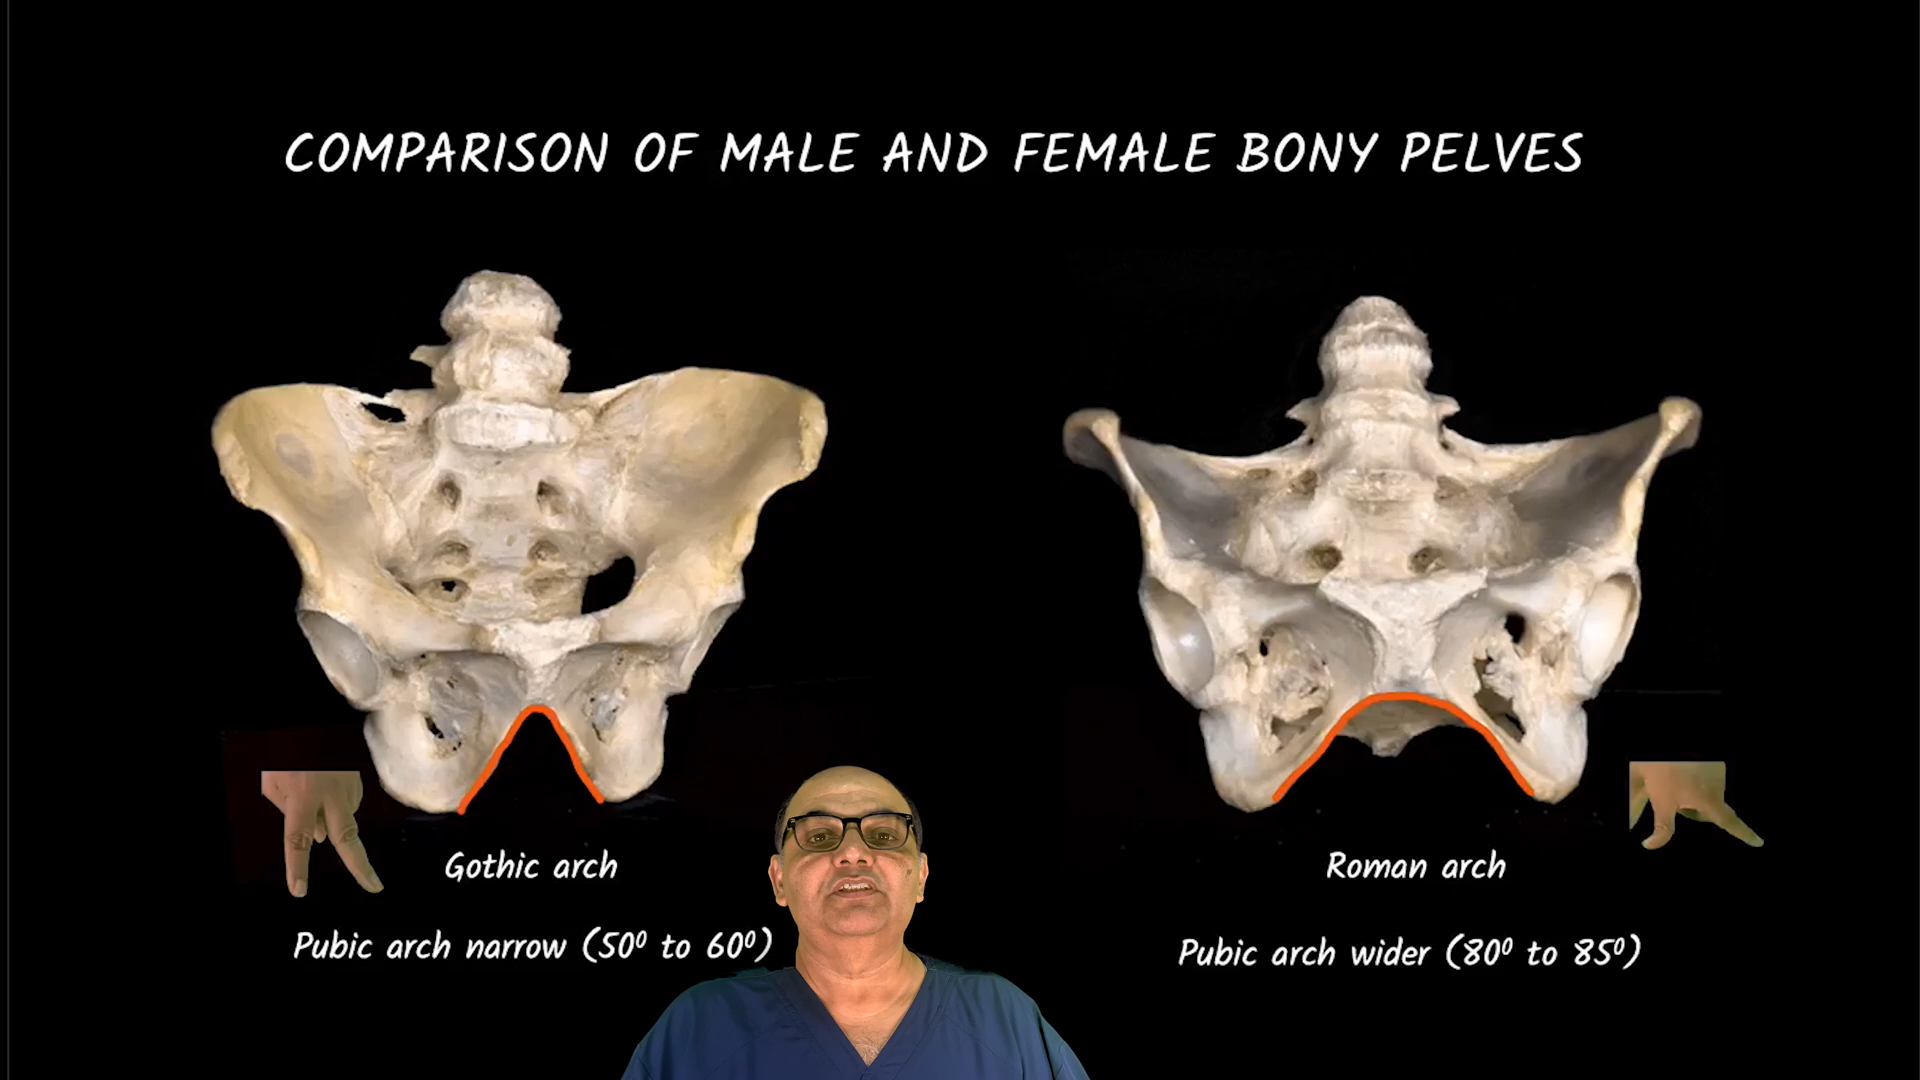 COMPARISON OF MALE AND FEMALE BONY PELVES
Gothic arch
Roman arch
Pubic arch narrow (50⁰ to 60⁰)
Pubic arch wider (80⁰ to 85⁰)